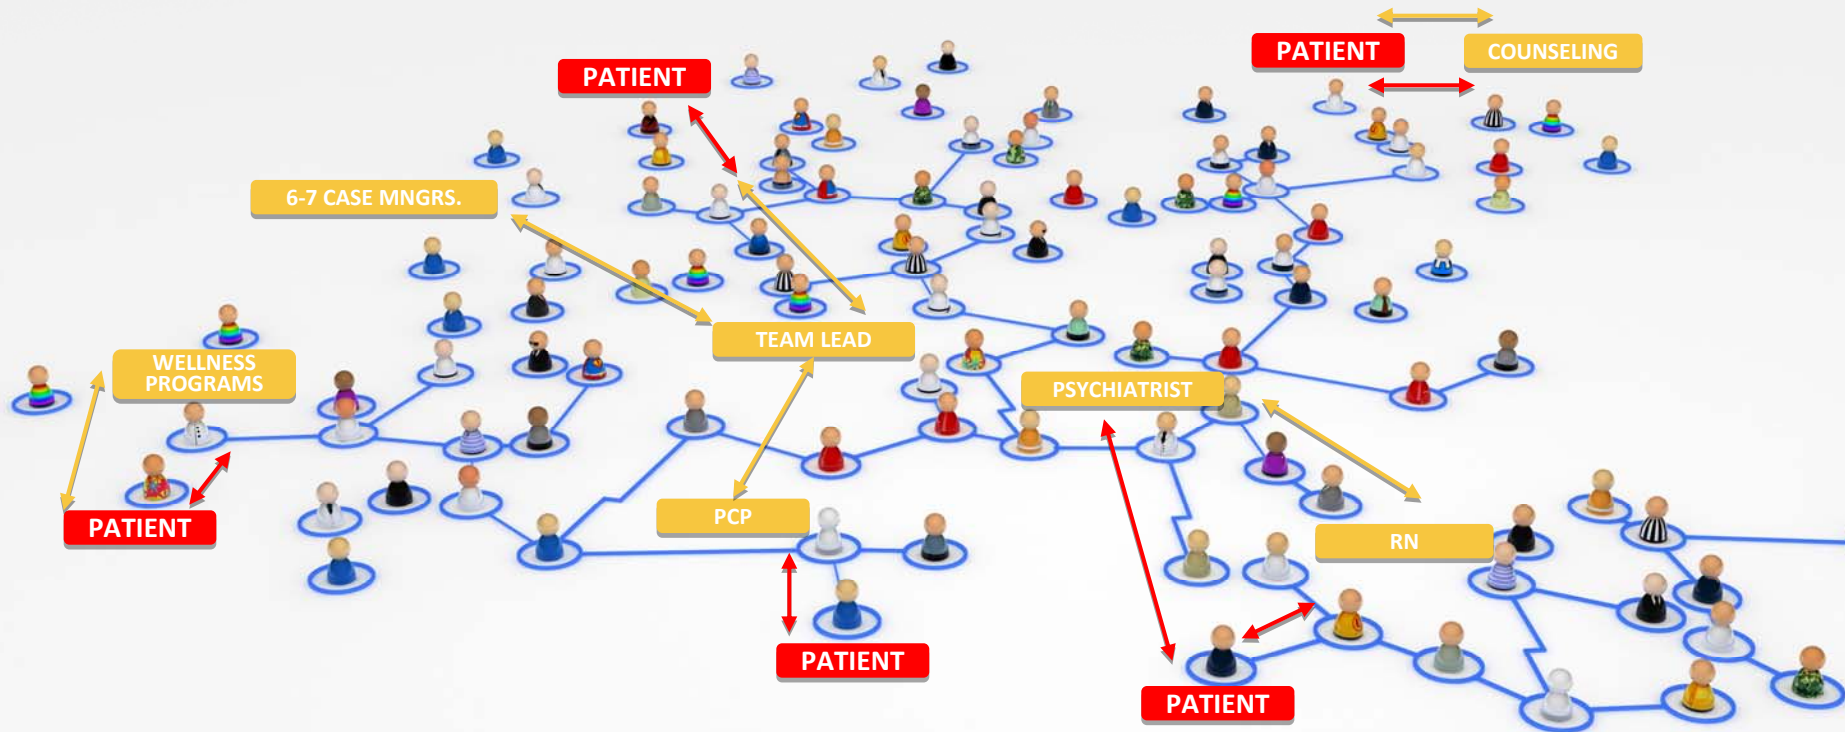 PATIENT
COUNSELING
PATIENT
6-7 CASE MNGRS.
TEAM LEAD
WELLNESS
PROGRAMS
PSYCHIATRIST
PCP
PATIENT
RN
PATIENT
PATIENT